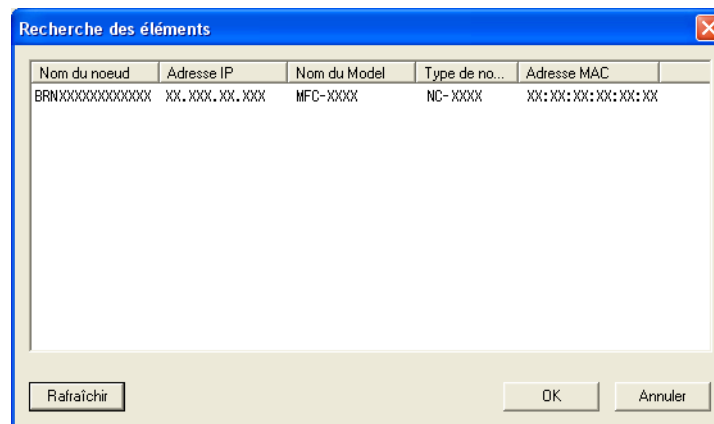 Recherche des éléments
Nom du noeud Adresse IP Nom du Model Type de no... Adresse MAC
BRNXXXXXXXXXXXX XX.XXX.XX.XXX MFC-XXXX NC-XXXX XX:XX:XX:XX:XX:XX
Rafraîchir OK Annuler